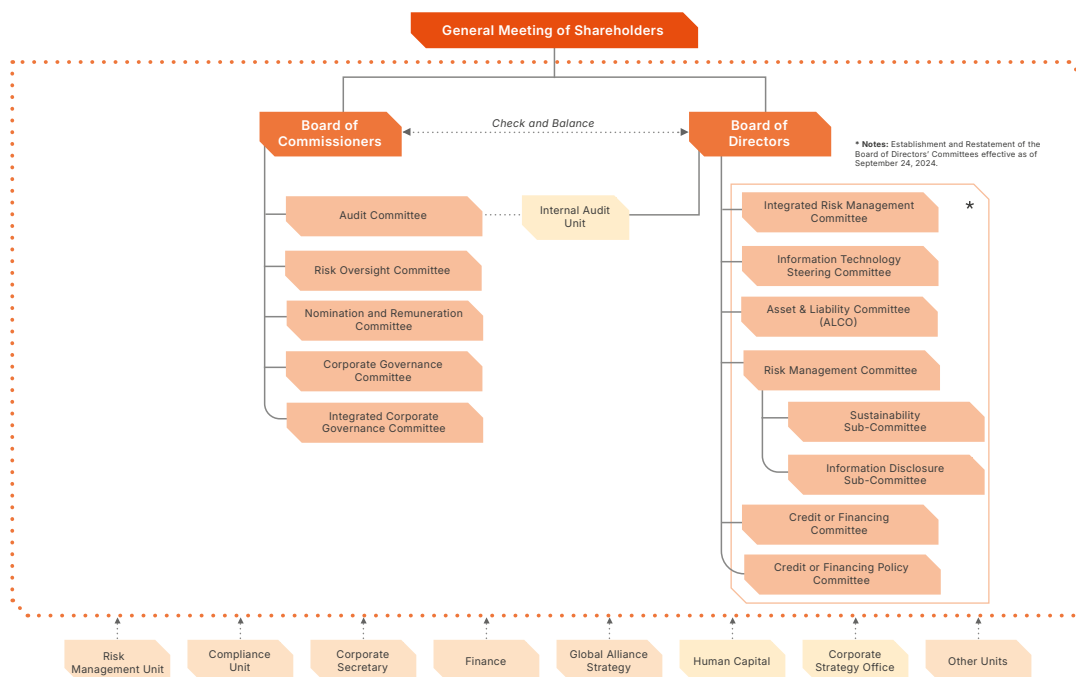 General Meeting of Shareholders
Board of
Commissioners
Check and Balance
Board of
Directors
* Notes: Establishment and Restatement of the
Board of Directors' Committees effective as of
September 24, 2024.
Audit Committee
Internal Audit
Unit
Integrated Risk Management
Committee
*
Risk Oversight Committee
Information Technology
Steering Committee
Nomination and Remuneration
Committee
Asset & Liability Committee
(ALCO)
Corporate Governance
Committee
Risk Management Committee
Integrated Corporate
Governance Committee
Sustainability
Sub-Committee
Information Disclosure
Sub-Committee
Credit or Financing
Committee
Credit or Financing Policy
Committee
Risk
Management Unit
Compliance
Unit
Corporate
Secretary
Finance
Global Alliance
Strategy
Human Capital
Corporate
Strategy Office
Other Units